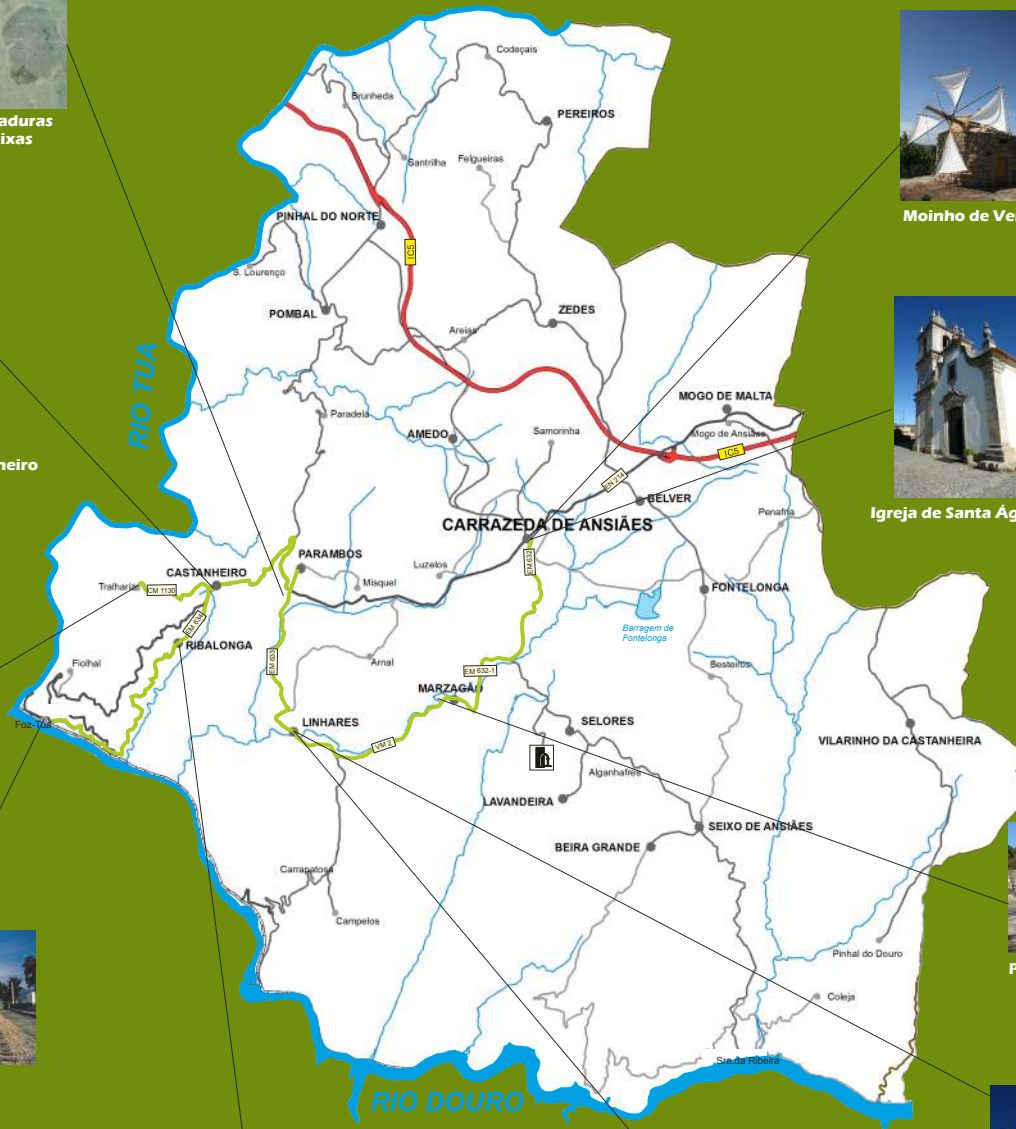 aduras
ixas
Codeçais
Brunheda
PEREIROS
Santrilha
Felgueiras
PINHAL DO NORTE
IC5
S. Lourenço
POMBAL
ZEDES
Areias
RIO TUA
Paradela
MOGO DE MALTA
Mogo de Ansiães
AMEDO
Samorinha
IC5
EN 214
BELVER
Penafria
CARRAZEDA DE ANSIÃES
EM 632
PARAMBOS
Luzelos
CASTANHEIRO
Misquel
Tralharias
CM 1130
FONTELONGA
EM 634
Barragem de
Fontelonga
RIBALONGA
Fiolhal
EM 633
Arnal
EM 632-1
Besteiros
MARZAGÃO
Foz-Tua
LINHARES
SELORES
VM 2
VILARINHO DA CASTANHEIRA
Alganhafres
LAVANDEIRA
SEIXO DE ANSIÃES
BEIRA GRANDE
Carrapatosa
Campelos
Pinhal do Douro
Coleja
Sra da Ribeira
RIO DOURO
Moinho de Ve
Igreja de Santa Ág
heiro
P